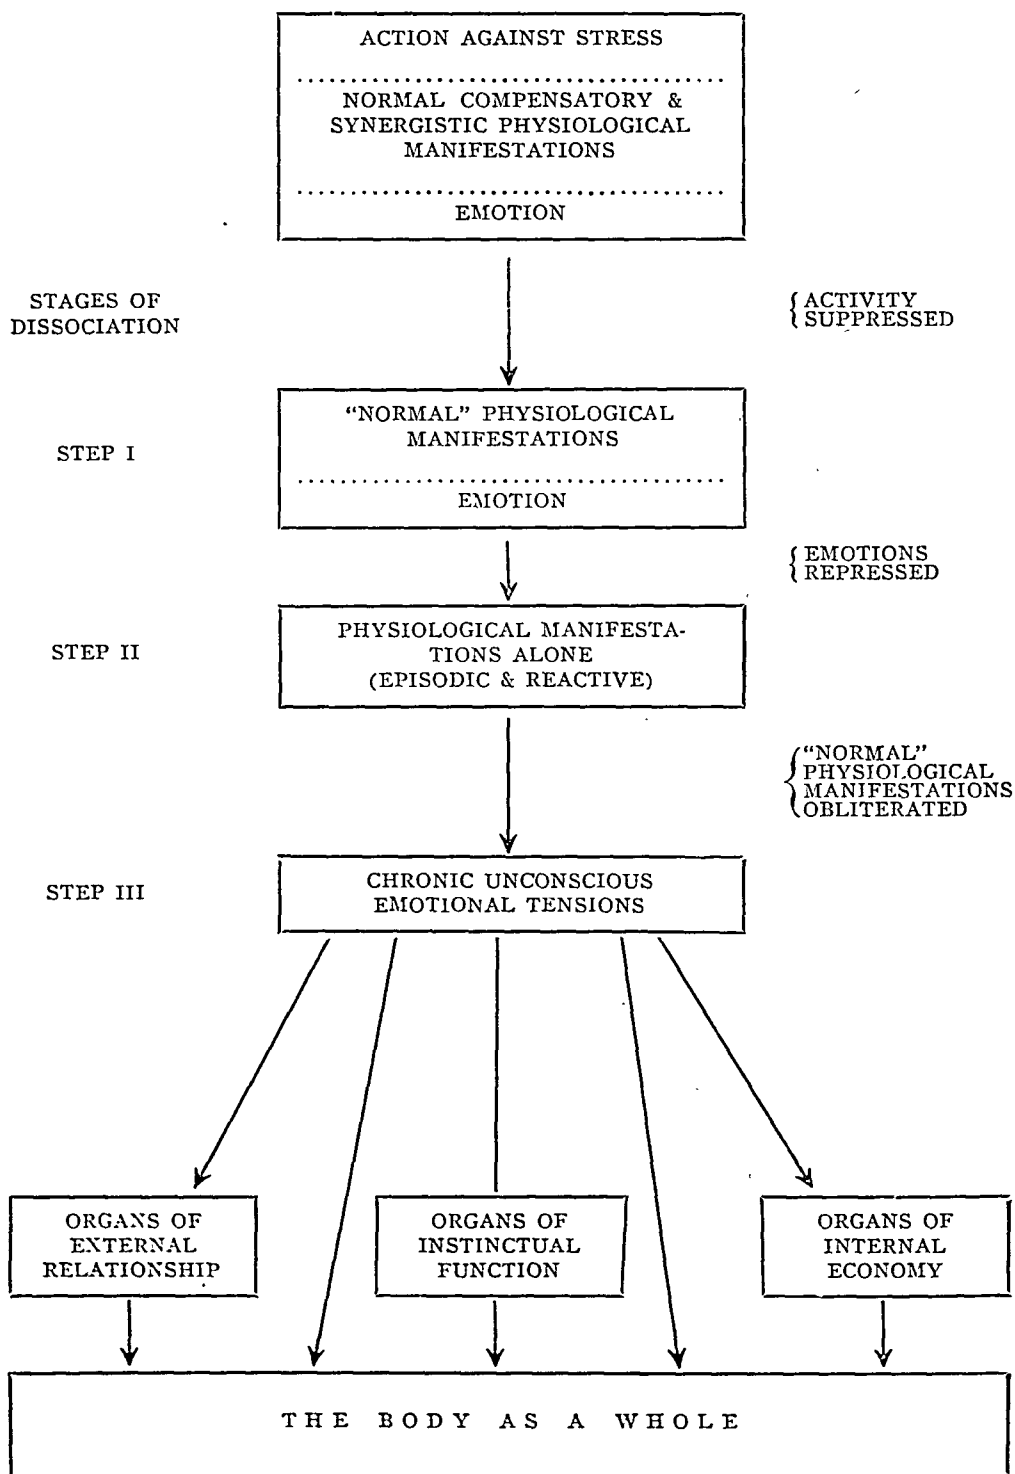 ACTION AGAINST STRESS
NORMAL COMPENSATORY &
SYNERGISTIC PHYSIOLOGICAL
MANIFESTATIONS
EMOTION
STAGES OF
DISSOCIATION
ACTIVITY
SUPPRESSED
"NORMAL" PHYSIOLOGICAL
MANIFESTATIONS
STEP I
EMOTION
EMOTIONS
REPRESSED
STEP II
PHYSIOLOGICAL MANIFESTA-
TIONS ALONE
(EPISODIC & REACTIVE)
"NORMAL"
PHYSIOLOGICAL
MANIFESTATIONS
OBLITERATED
STEP III
CHRONIC UNCONSCIOUS
EMOTIONAL TENSIONS
ORGANS OF
EXTERNAL
RELATIONSHIP
ORGANS OF
INSTINCTUAL
FUNCTION
ORGANS OF
INTERNAL
ECONOMY
THE BODY AS A WHOLE